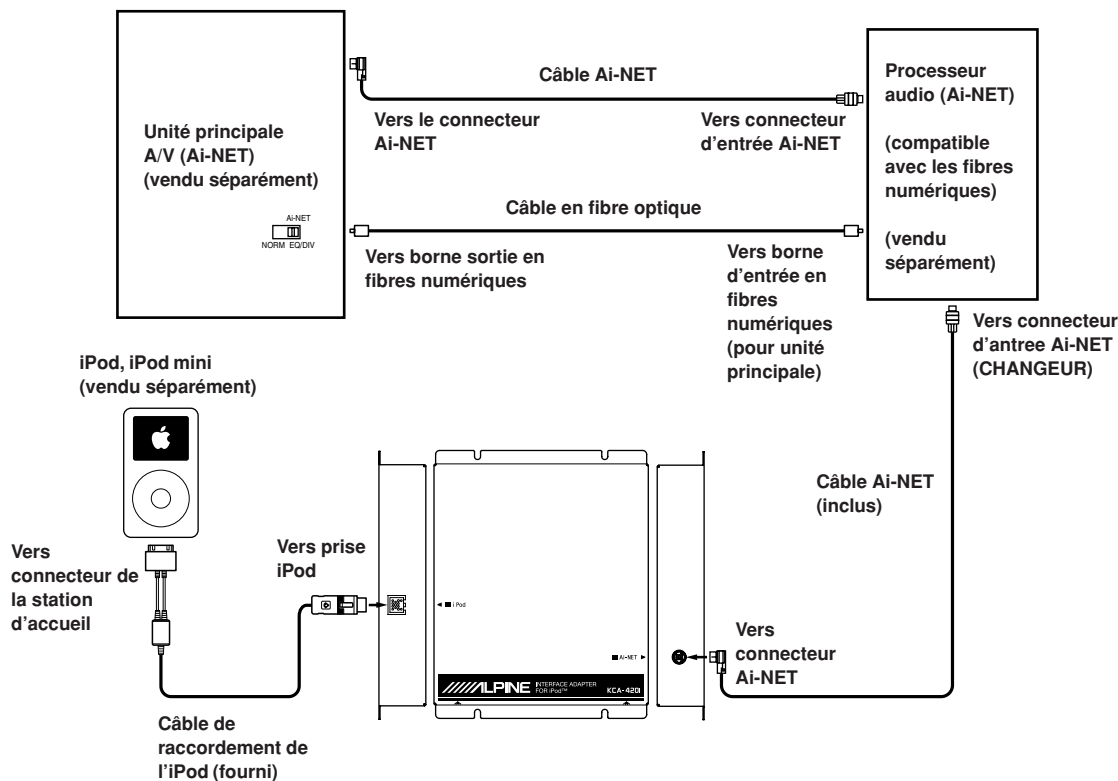 Câble Ai-NET
Vers le connecteur
Ai-NET
Vers connecteur
d'entrée Ai-NET
Processeur
audio (Ai-NET)
(compatible
avec les fibres
numériques)
(vendu
séparément)
Unité principale
A/V (Ai-NET)
(vendu séparément)
Ai-NET
NORM EQ/DIV
Câble en fibre optique
Vers borne sortie en
fibres numériques
Vers borne
d'entrée en
fibres
numériques
(pour unité
principale)
Vers connecteur
d'antree Ai-NET
(CHANGEUR)
iPod, iPod mini
(vendu séparément)
Câble Ai-NET
(inclus)
Vers
connecteur de
la station
d'accueil
Vers prise
iPod
iPod
Ai-NET
Vers
connecteur
Ai-NET
ALPINE INTERFACE ADAPTER
FOR iPod™ KCA-420i
Câble de
raccordement de
l'iPod (fourni)